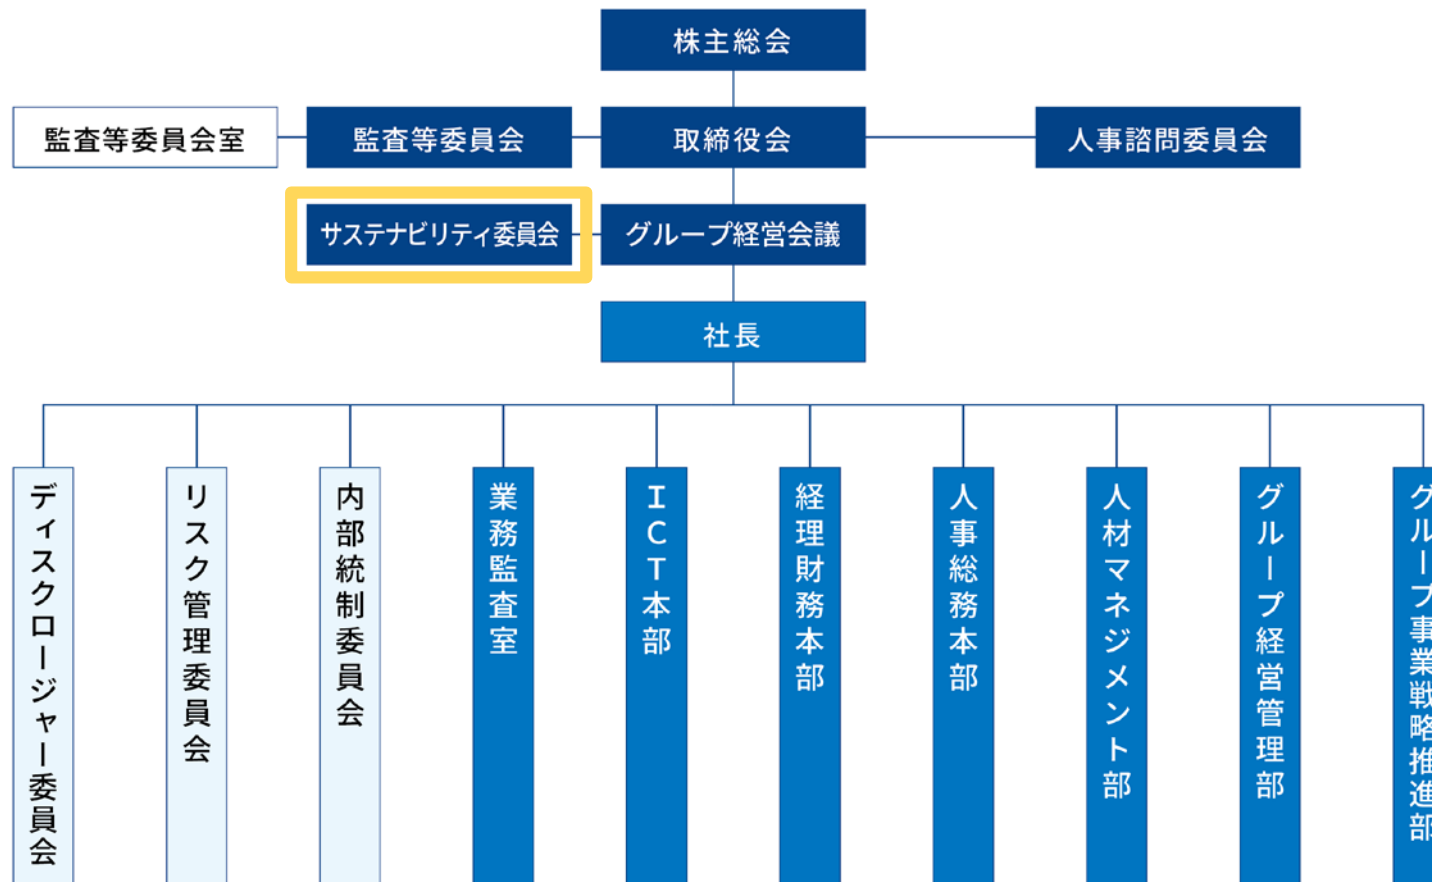 株主総会
監査等委員会室
監査等委員会
取締役会
人事諮問委員会
サステナビリティ委員会
グループ経営会議
社長
ディスクロージャー委員会
リスク管理委員会
内部統制委員会
業務監査室
ICT本部
経理財務本部
人事総務本部
人材マネジメント部
グループ経営管理部
グループ事業戦略推進部